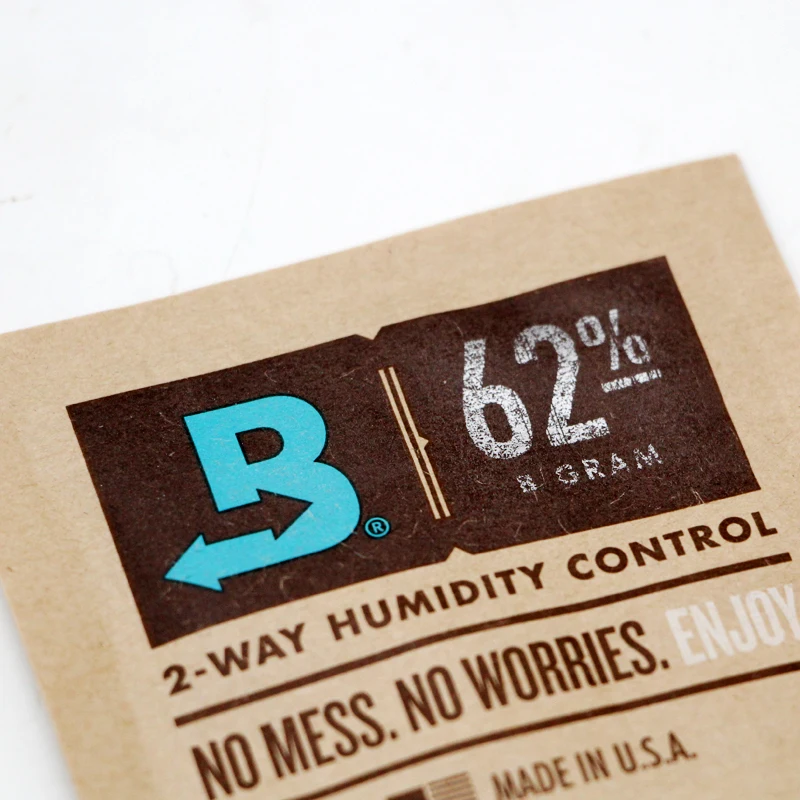 B®
62%
8 GRAM
2-WAY HUMIDITY CONTROL
NO MESS. NO WORRIES. ENJOY
MADE IN U.S.A.